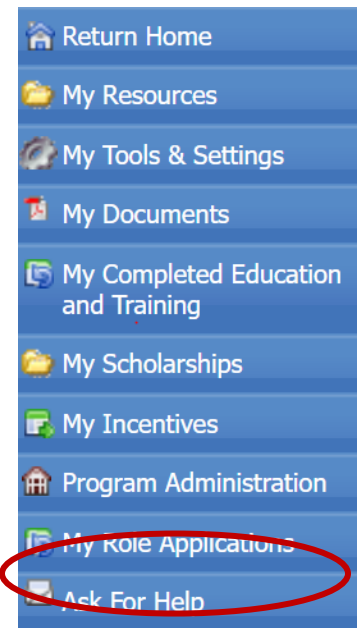 Return Home
My Resources
My Tools & Settings
My Documents
My Completed Education
and Training
My Scholarships
My Incentives
Program Administration
My Role Applications
Ask For Help